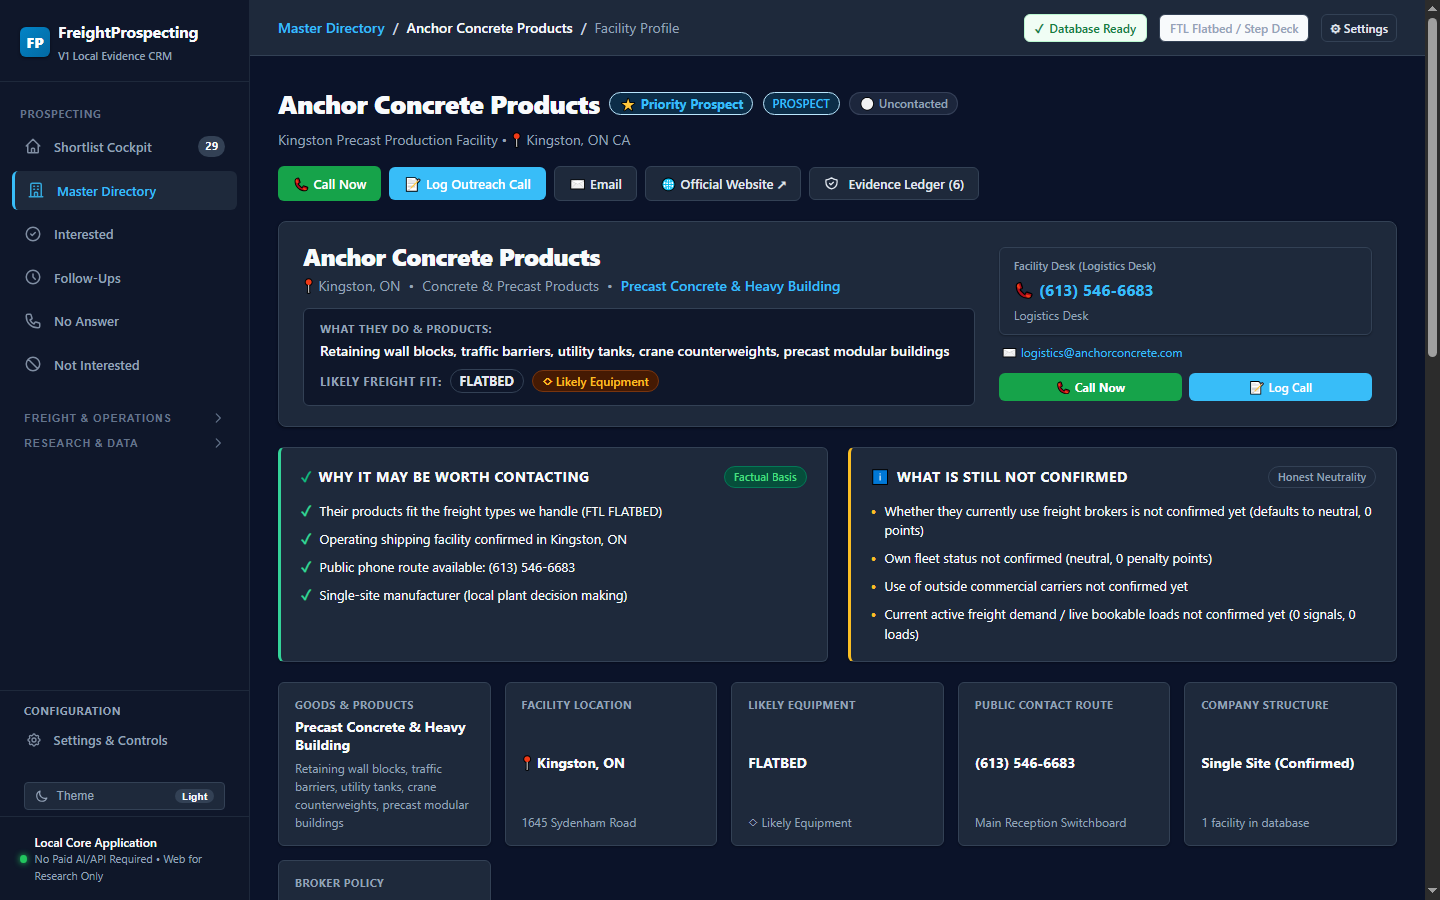 FP
FreightProspecting
V1 Local Evidence CRM
PROSPECTING
Shortlist Cockpit 29
Master Directory
Interested
Follow-Ups
No Answer
Not Interested
FREIGHT & OPERATIONS
RESEARCH & DATA
CONFIGURATION
Settings & Controls
Theme Light
Local Core Application
No Paid AI/API Required • Web for
Research Only
Master Directory / Anchor Concrete Products / Facility Profile
✓ Database Ready
FTL Flatbed / Step Deck
⚙ Settings
Anchor Concrete Products
⭐ Priority Prospect
PROSPECT
Uncontacted
Kingston Precast Production Facility • 📍 Kingston, ON CA
📞 Call Now
📝 Log Outreach Call
✉ Email
🌐 Official Website ↗
Evidence Ledger (6)
Anchor Concrete Products
📍 Kingston, ON • Concrete & Precast Products • Precast Concrete & Heavy Building
WHAT THEY DO & PRODUCTS:
Retaining wall blocks, traffic barriers, utility tanks, crane counterweights, precast modular buildings
LIKELY FREIGHT FIT: FLATBED ◇ Likely Equipment
Facility Desk (Logistics Desk)
📞 (613) 546-6683
Logistics Desk
✉ logistics@anchorconcrete.com
📞 Call Now
📝 Log Call
✓ WHY IT MAY BE WORTH CONTACTING
Factual Basis
✓ Their products fit the freight types we handle (FTL FLATBED)
✓ Operating shipping facility confirmed in Kingston, ON
✓ Public phone route available: (613) 546-6683
✓ Single-site manufacturer (local plant decision making)
ℹ WHAT IS STILL NOT CONFIRMED
Honest Neutrality
• Whether they currently use freight brokers is not confirmed yet (defaults to neutral, 0
points)
• Own fleet status not confirmed (neutral, 0 penalty points)
• Use of outside commercial carriers not confirmed yet
• Current active freight demand / live bookable loads not confirmed yet (0 signals, 0
loads)
GOODS & PRODUCTS
Precast Concrete & Heavy
Building
Retaining wall blocks, traffic
barriers, utility tanks, crane
counterweights, precast modular
buildings
FACILITY LOCATION
📍 Kingston, ON
1645 Sydenham Road
LIKELY EQUIPMENT
FLATBED
◇ Likely Equipment
PUBLIC CONTACT ROUTE
(613) 546-6683
Main Reception Switchboard
COMPANY STRUCTURE
Single Site (Confirmed)
1 facility in database
BROKER POLICY